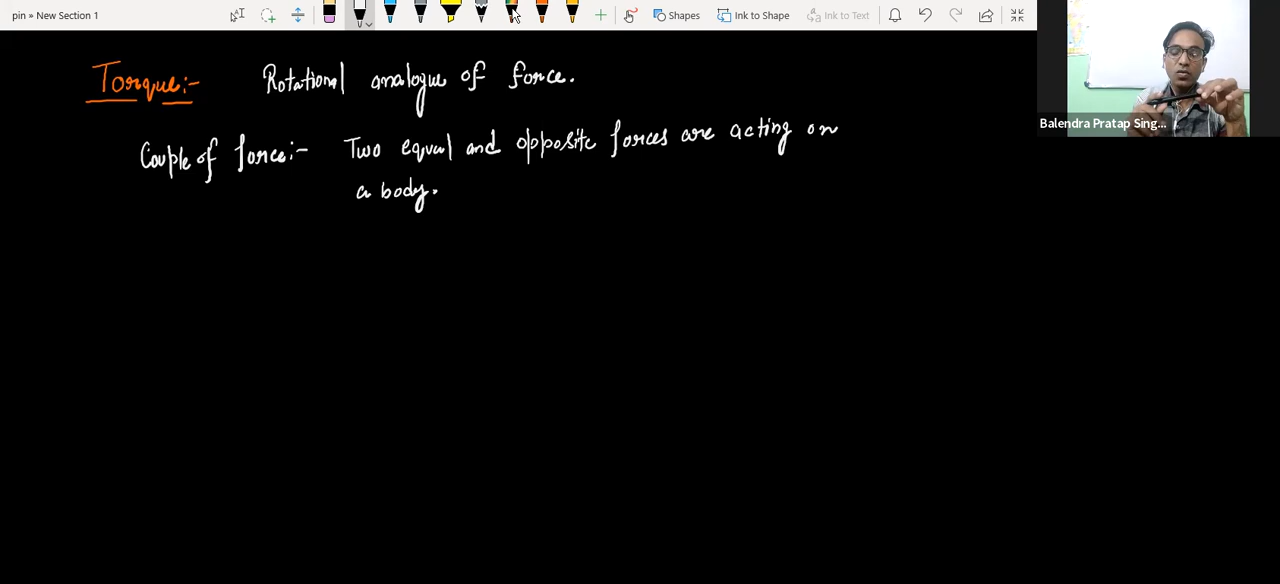 pin » New Section 1
Shapes
Ink to Shape
Ink to Text
Balendra Pratap Sing...
Torque:- Rotational analogue of force.
Couple of force:- Two equal and opposite forces are acting on
a body.